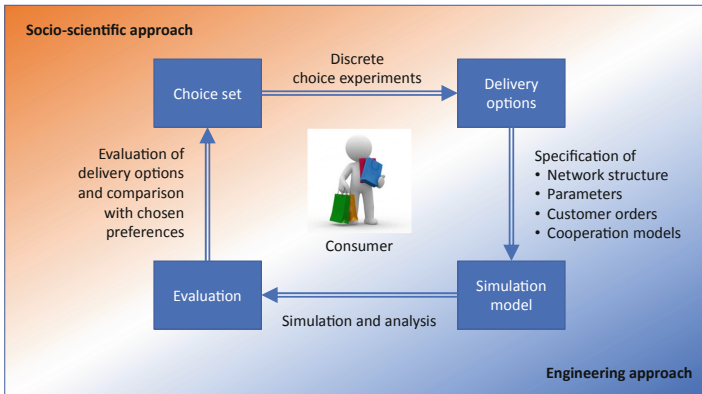 Socio-scientific approach
Discrete
choice experiments
Choice set
Delivery
options
Evaluation of
delivery options
and comparison
with chosen
preferences
Specification of
• Network structure
• Parameters
• Customer orders
• Cooperation models
Consumer
Evaluation
Simulation
model
Simulation and analysis
Engineering approach